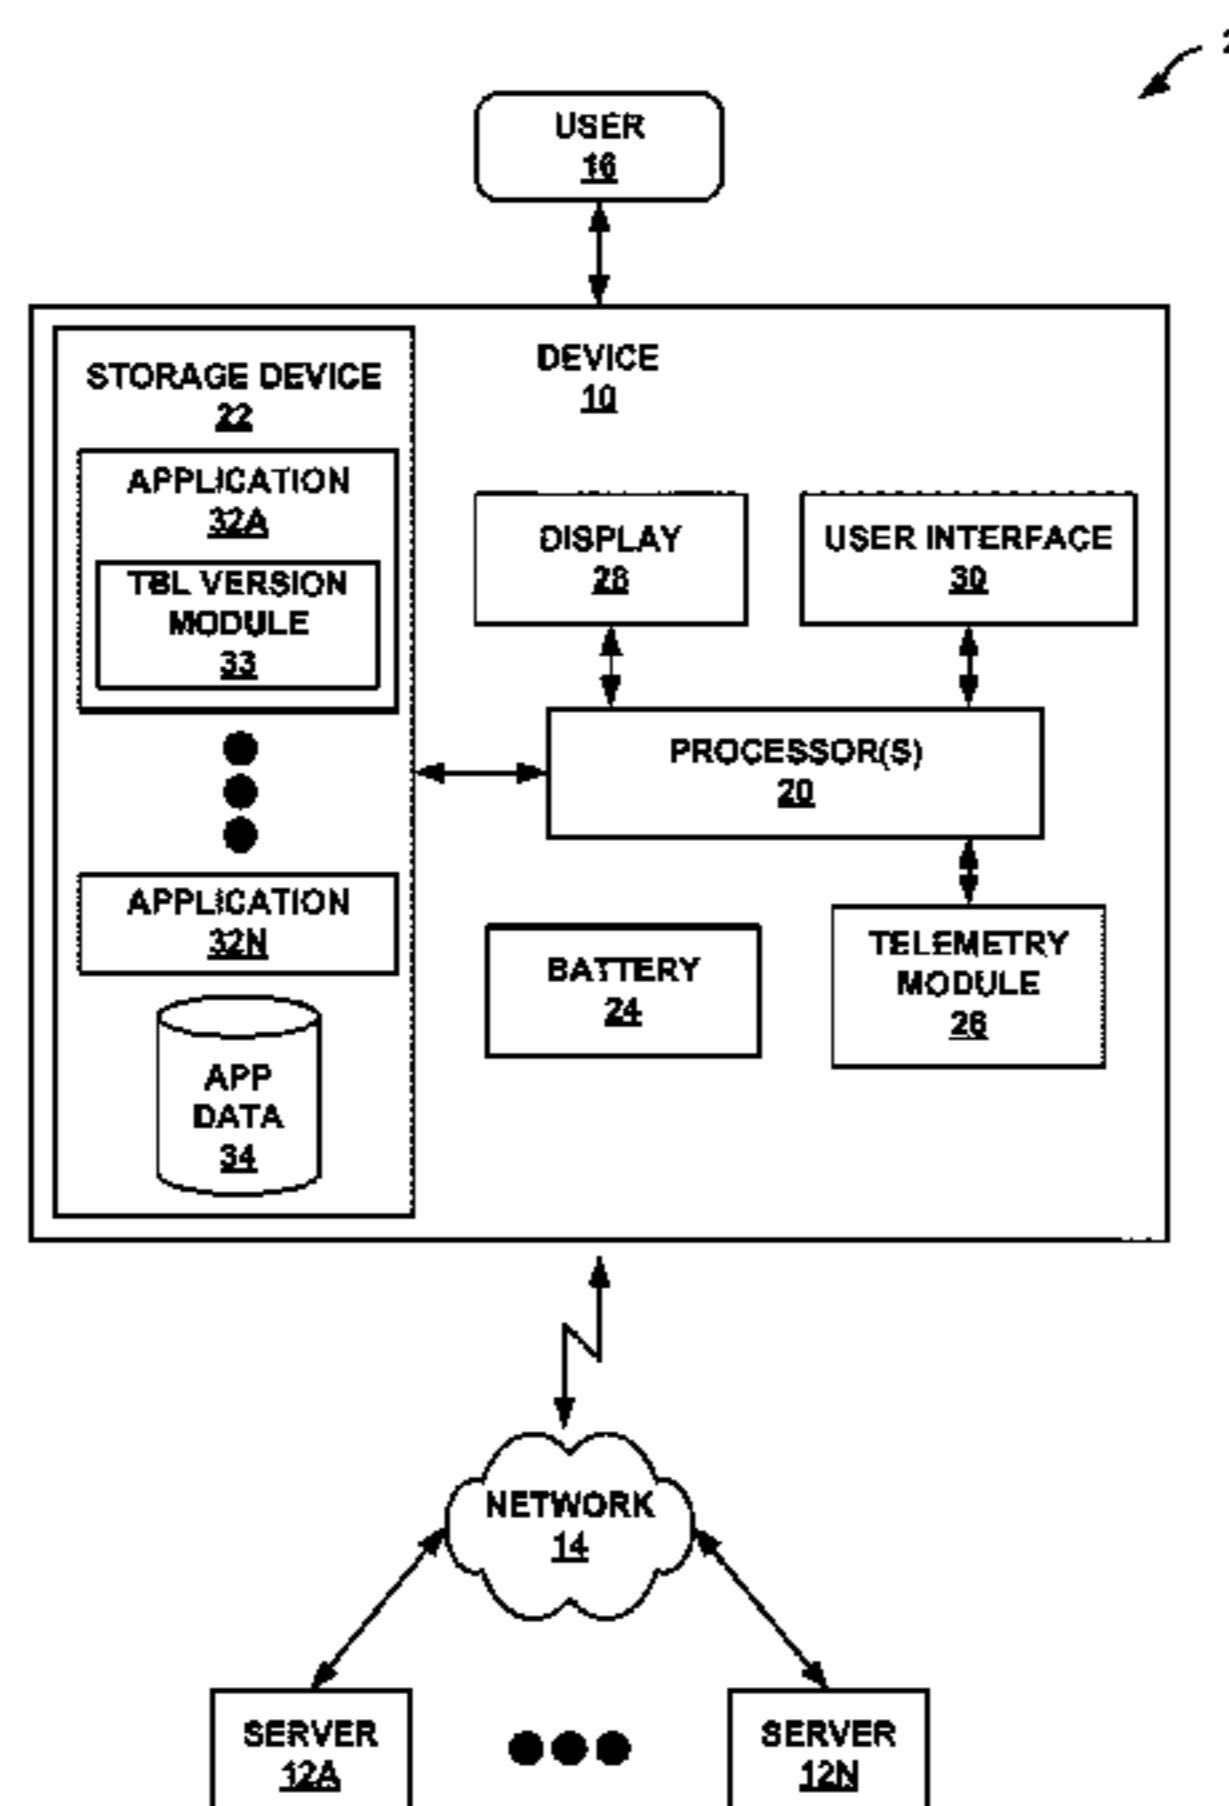 2
USER
16
DEVICE
10
STORAGE DEVICE
22
APPLICATION
32A
TBL VERSION
MODULE
33
APPLICATION
32N
APP
DATA
34
DISPLAY
28
USER INTERFACE
30
PROCESSOR(S)
20
BATTERY
24
TELEMETRY
MODULE
26
NETWORK
14
SERVER
12A
SERVER
12N